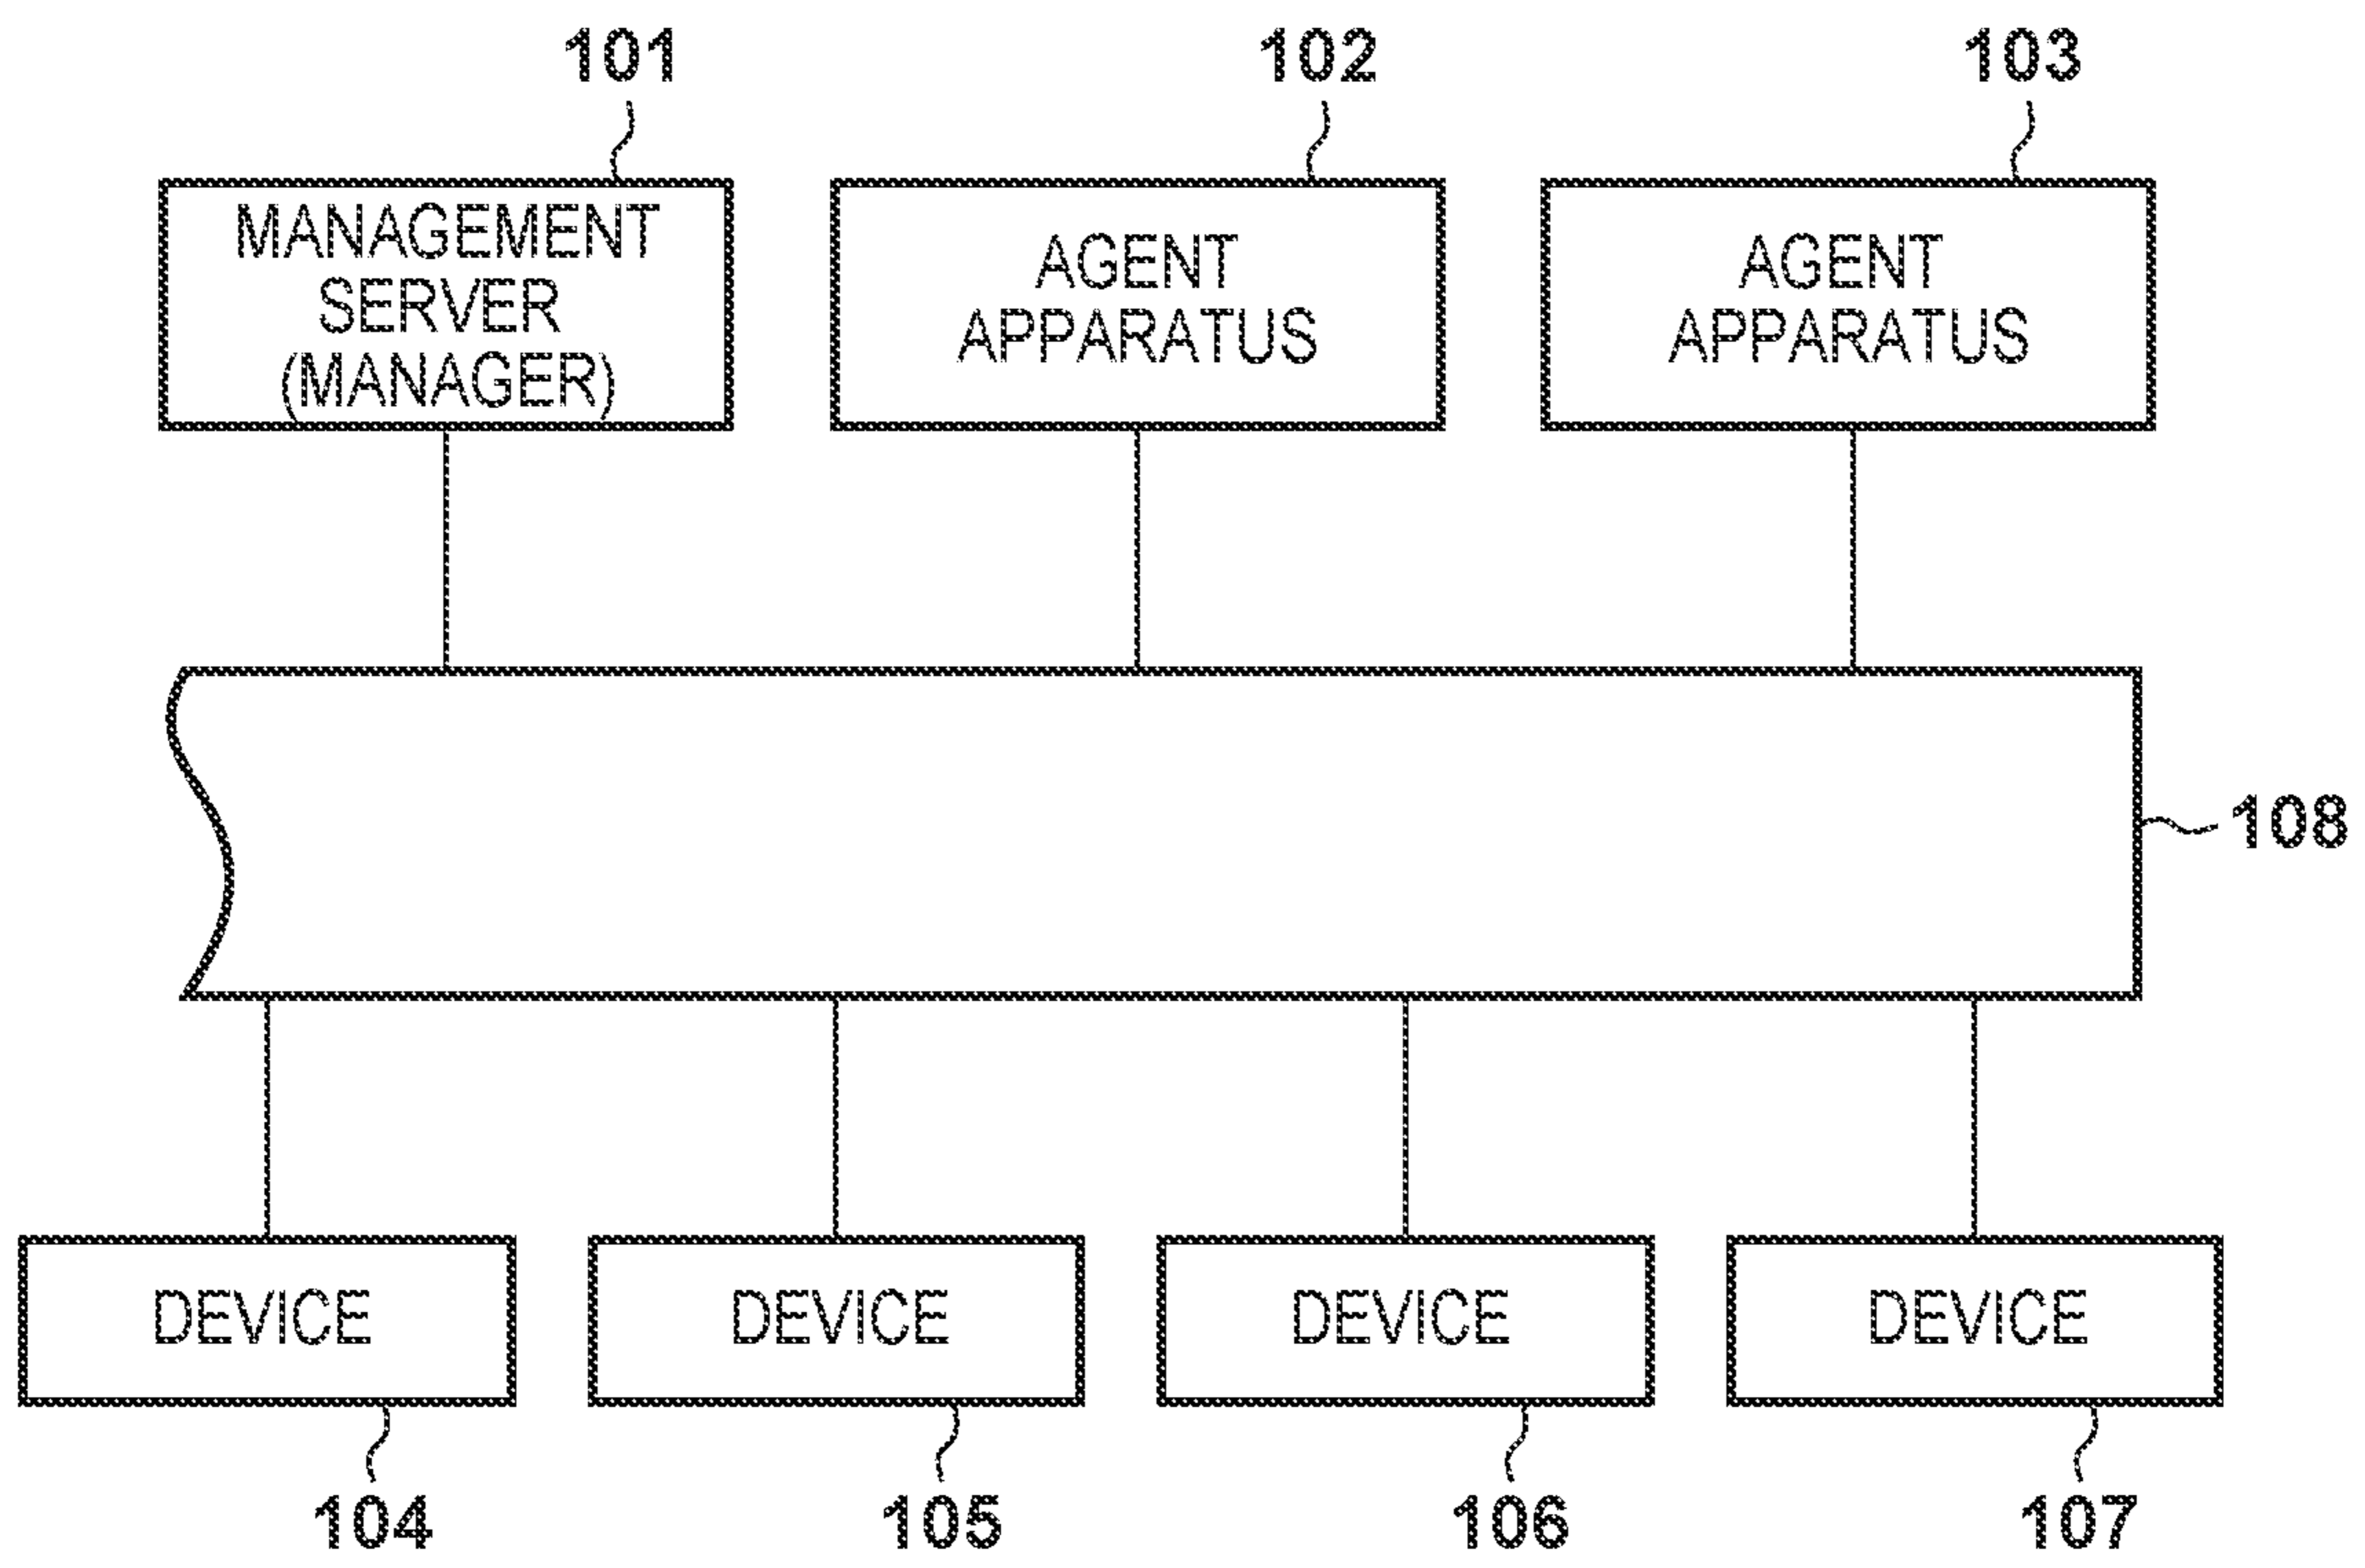 101
102
103
MANAGEMENT
SERVER
(MANAGER)
AGENT
APPARATUS
AGENT
APPARATUS
108
DEVICE
DEVICE
DEVICE
DEVICE
104
105
106
107